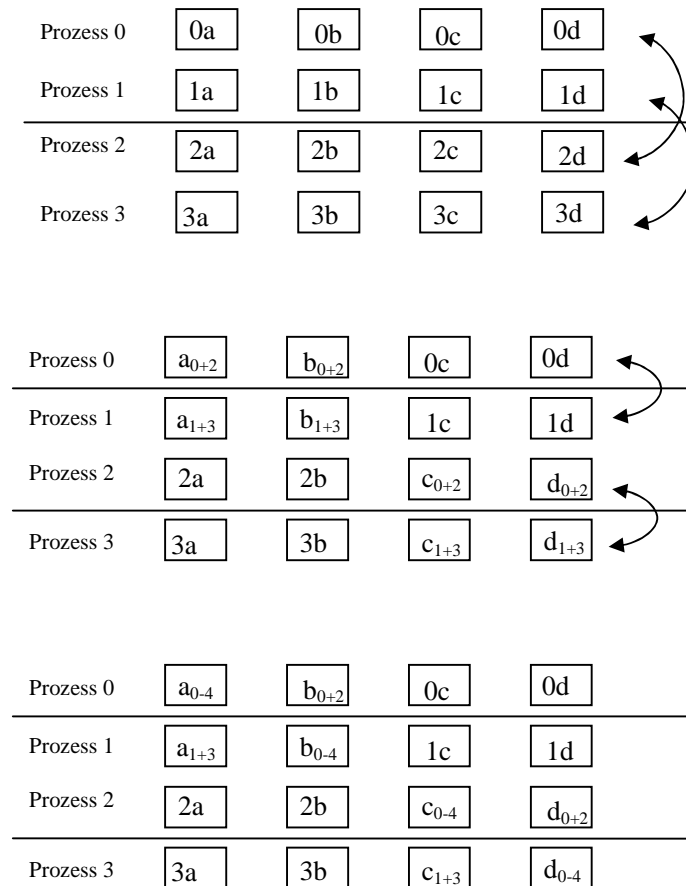 Prozess 0 0a 0b 0c 0d
Prozess 1 1a 1b 1c 1d
Prozess 2 2a 2b 2c 2d
Prozess 3 3a 3b 3c 3d
Prozess 0 a₀₊₂ b₀₊₂ 0c 0d
Prozess 1 a₁₊₃ b₁₊₃ 1c 1d
Prozess 2 2a 2b c₀₊₂ d₀₊₂
Prozess 3 3a 3b c₁₊₃ d₁₊₃
Prozess 0 a₀₋₄ b₀₊₂ 0c 0d
Prozess 1 a₁₊₃ b₀₋₄ 1c 1d
Prozess 2 2a 2b c₀₋₄ d₀₊₂
Prozess 3 3a 3b c₁₊₃ d₀₋₄